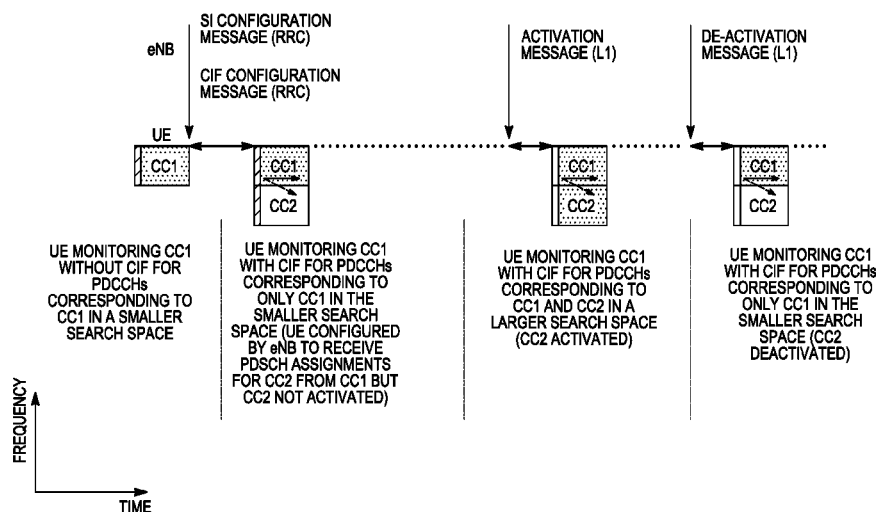 SI CONFIGURATION
MESSAGE (RRC)
eNB
CIF CONFIGURATION
MESSAGE (RRC)
ACTIVATION
MESSAGE (L1)
DE-ACTIVATION
MESSAGE (L1)
UE
CC1
CC1
CC2
CC1
CC2
CC1
CC2
UE MONITORING CC1
WITHOUT CIF FOR
PDCCHs
CORRESPONDING TO
CC1 IN A SMALLER
SEARCH SPACE
UE MONITORING CC1
WITH CIF FOR PDCCHs
CORRESPONDING TO
ONLY CC1 IN THE
SMALLER SEARCH
SPACE (UE CONFIGURED
BY eNB TO RECEIVE
PDSCH ASSIGNMENTS
FOR CC2 FROM CC1 BUT
CC2 NOT ACTIVATED)
UE MONITORING CC1
WITH CIF FOR PDCCHs
CORRESPONDING TO
CC1 AND CC2 IN A
LARGER SEARCH SPACE
(CC2 ACTIVATED)
UE MONITORING CC1
WITH CIF FOR PDCCHs
CORRESPONDING TO
ONLY CC1 IN THE
SMALLER SEARCH
SPACE (CC2
DEACTIVATED)
FREQUENCY
TIME